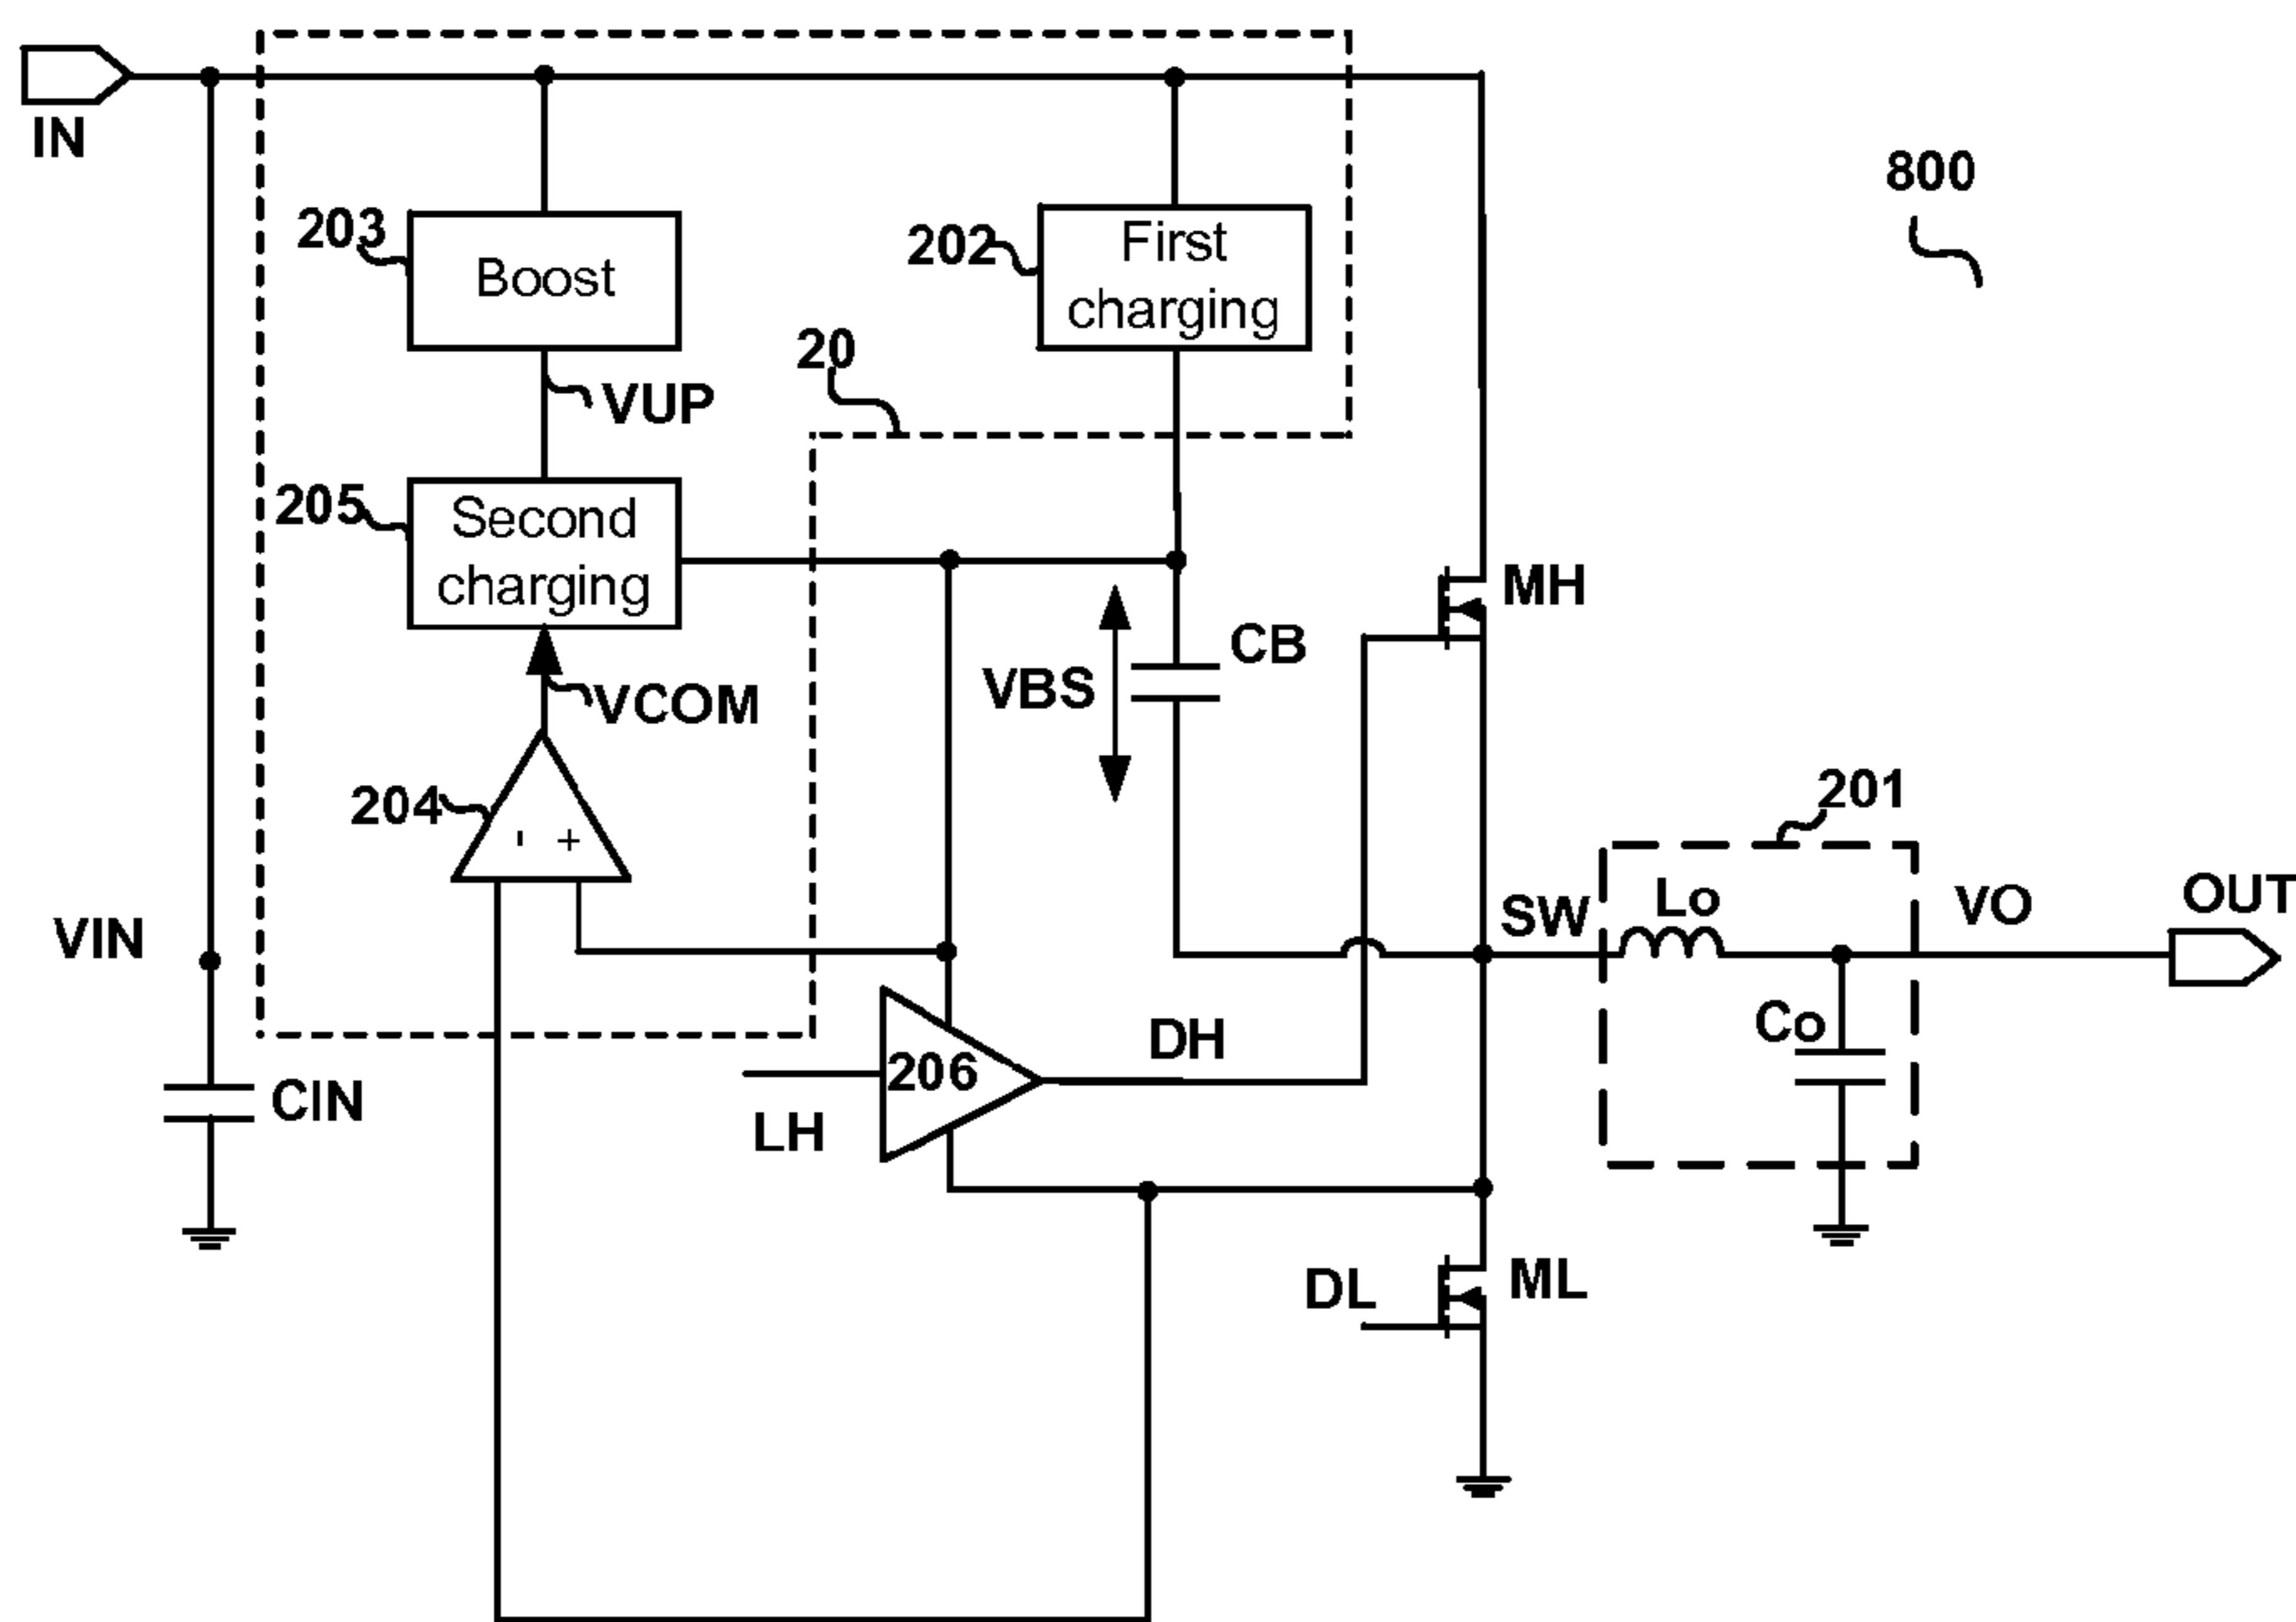 IN
800
203
Boost
202
First
charging
20
VUP
205
Second
charging
MH
CB
VBS
VCOM
204
- +
201
Lo
SW
VO
OUT
VIN
Co
DH
206
CIN
LH
DL
ML